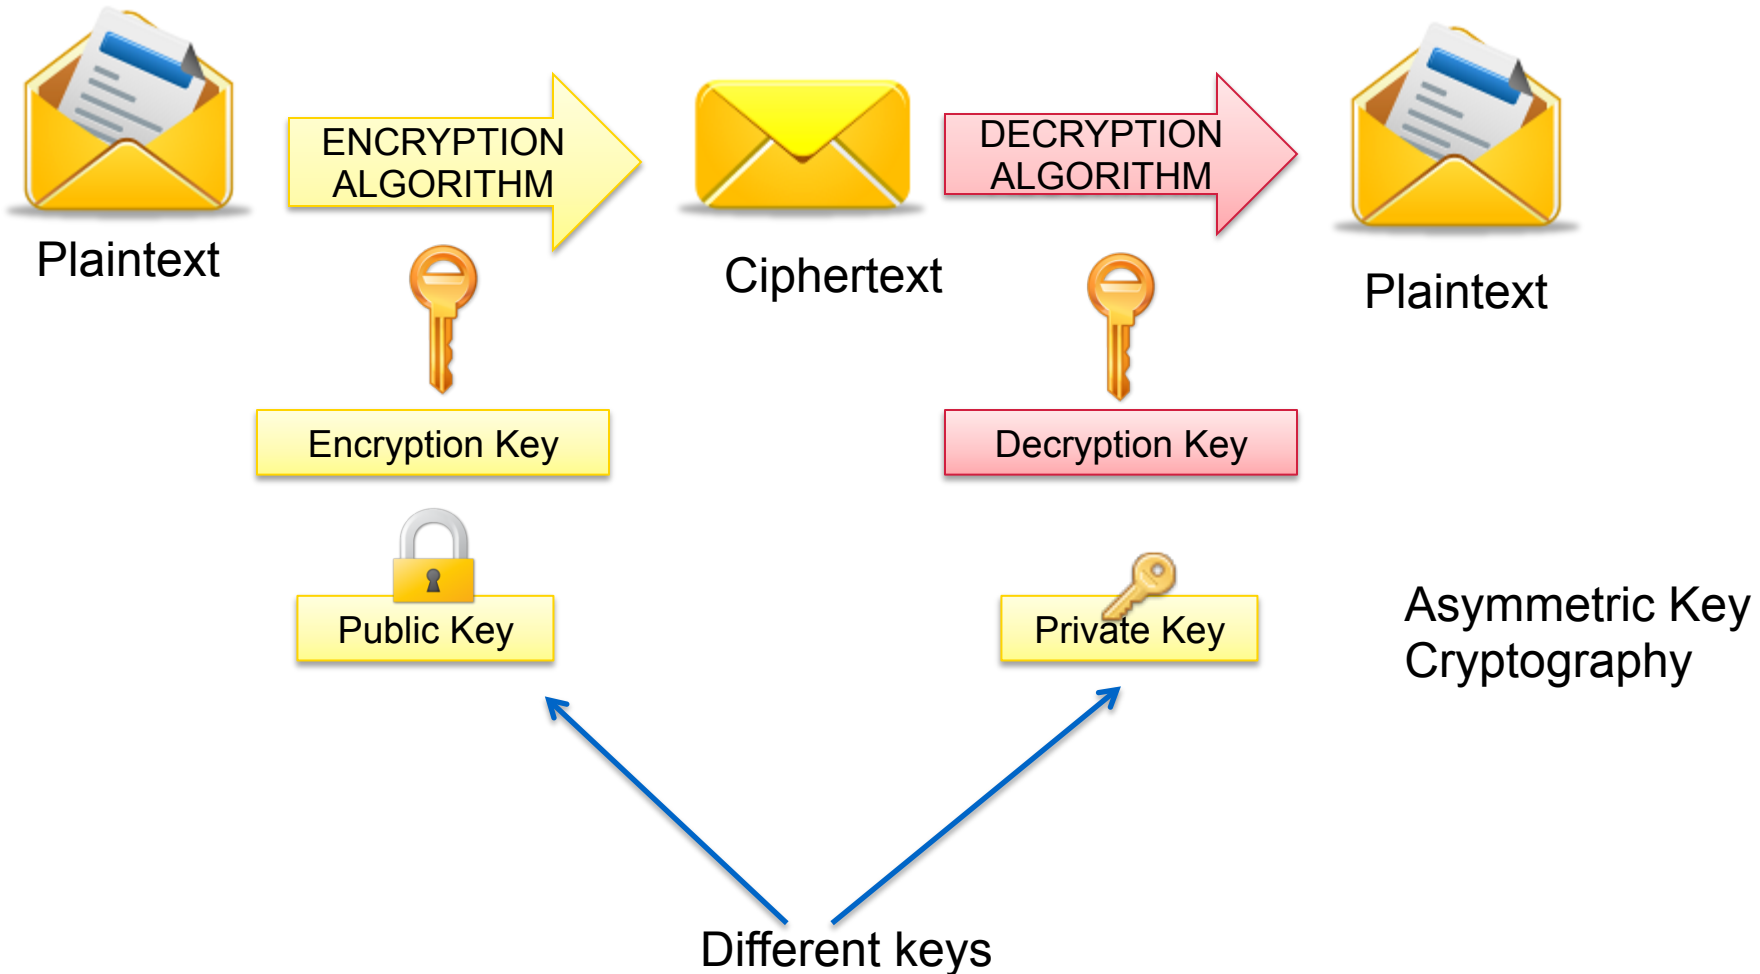 ENCRYPTION
ALGORITHM
DECRYPTION
ALGORITHM
Plaintext
Ciphertext
Plaintext
Encryption Key
Decryption Key
Public Key
Private Key
Asymmetric Key
Cryptography
Different keys